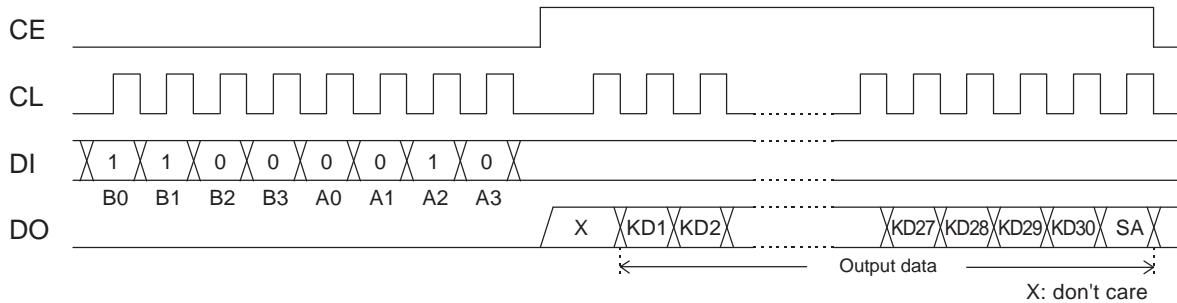 CE
CL
DI 1 1 0 0 0 0 1 0
B0 B1 B2 B3 A0 A1 A2 A3
DO X KD1 KD2 KD27 KD28 KD29 KD30 SA
Output data
X: don't care